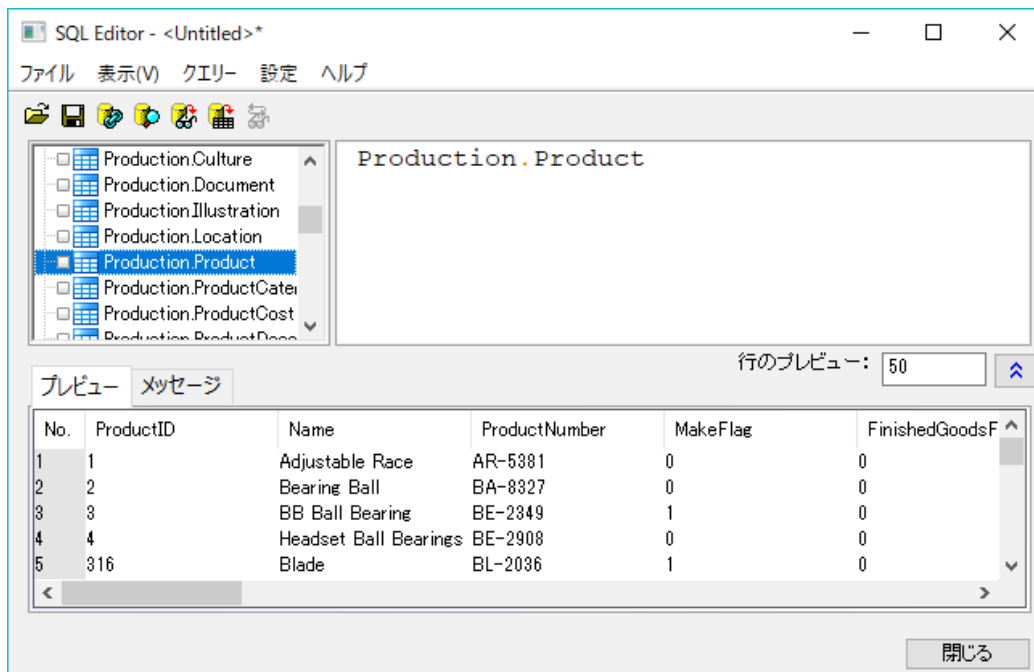 SQL Editor - <Untitled>*
ファイル 表示(V) クエリー 設定 ヘルプ
Production.Culture
Production.Document
Production.Illustration
Production.Location
Production.Product
Production.ProductCate
Production.ProductCost
Production.Product
行のプレビュー: 50
プレビュー メッセージ
No. ProductID Name ProductNumber MakeFlag FinishedGoodsF
1 1 Adjustable Race AR-5381 0 0
2 2 Bearing Ball BA-8327 0 0
3 3 BB Ball Bearing BE-2349 1 0
4 4 Headset Ball Bearings BE-2908 0 0
5 316 Blade BL-2036 1 0
閉じる